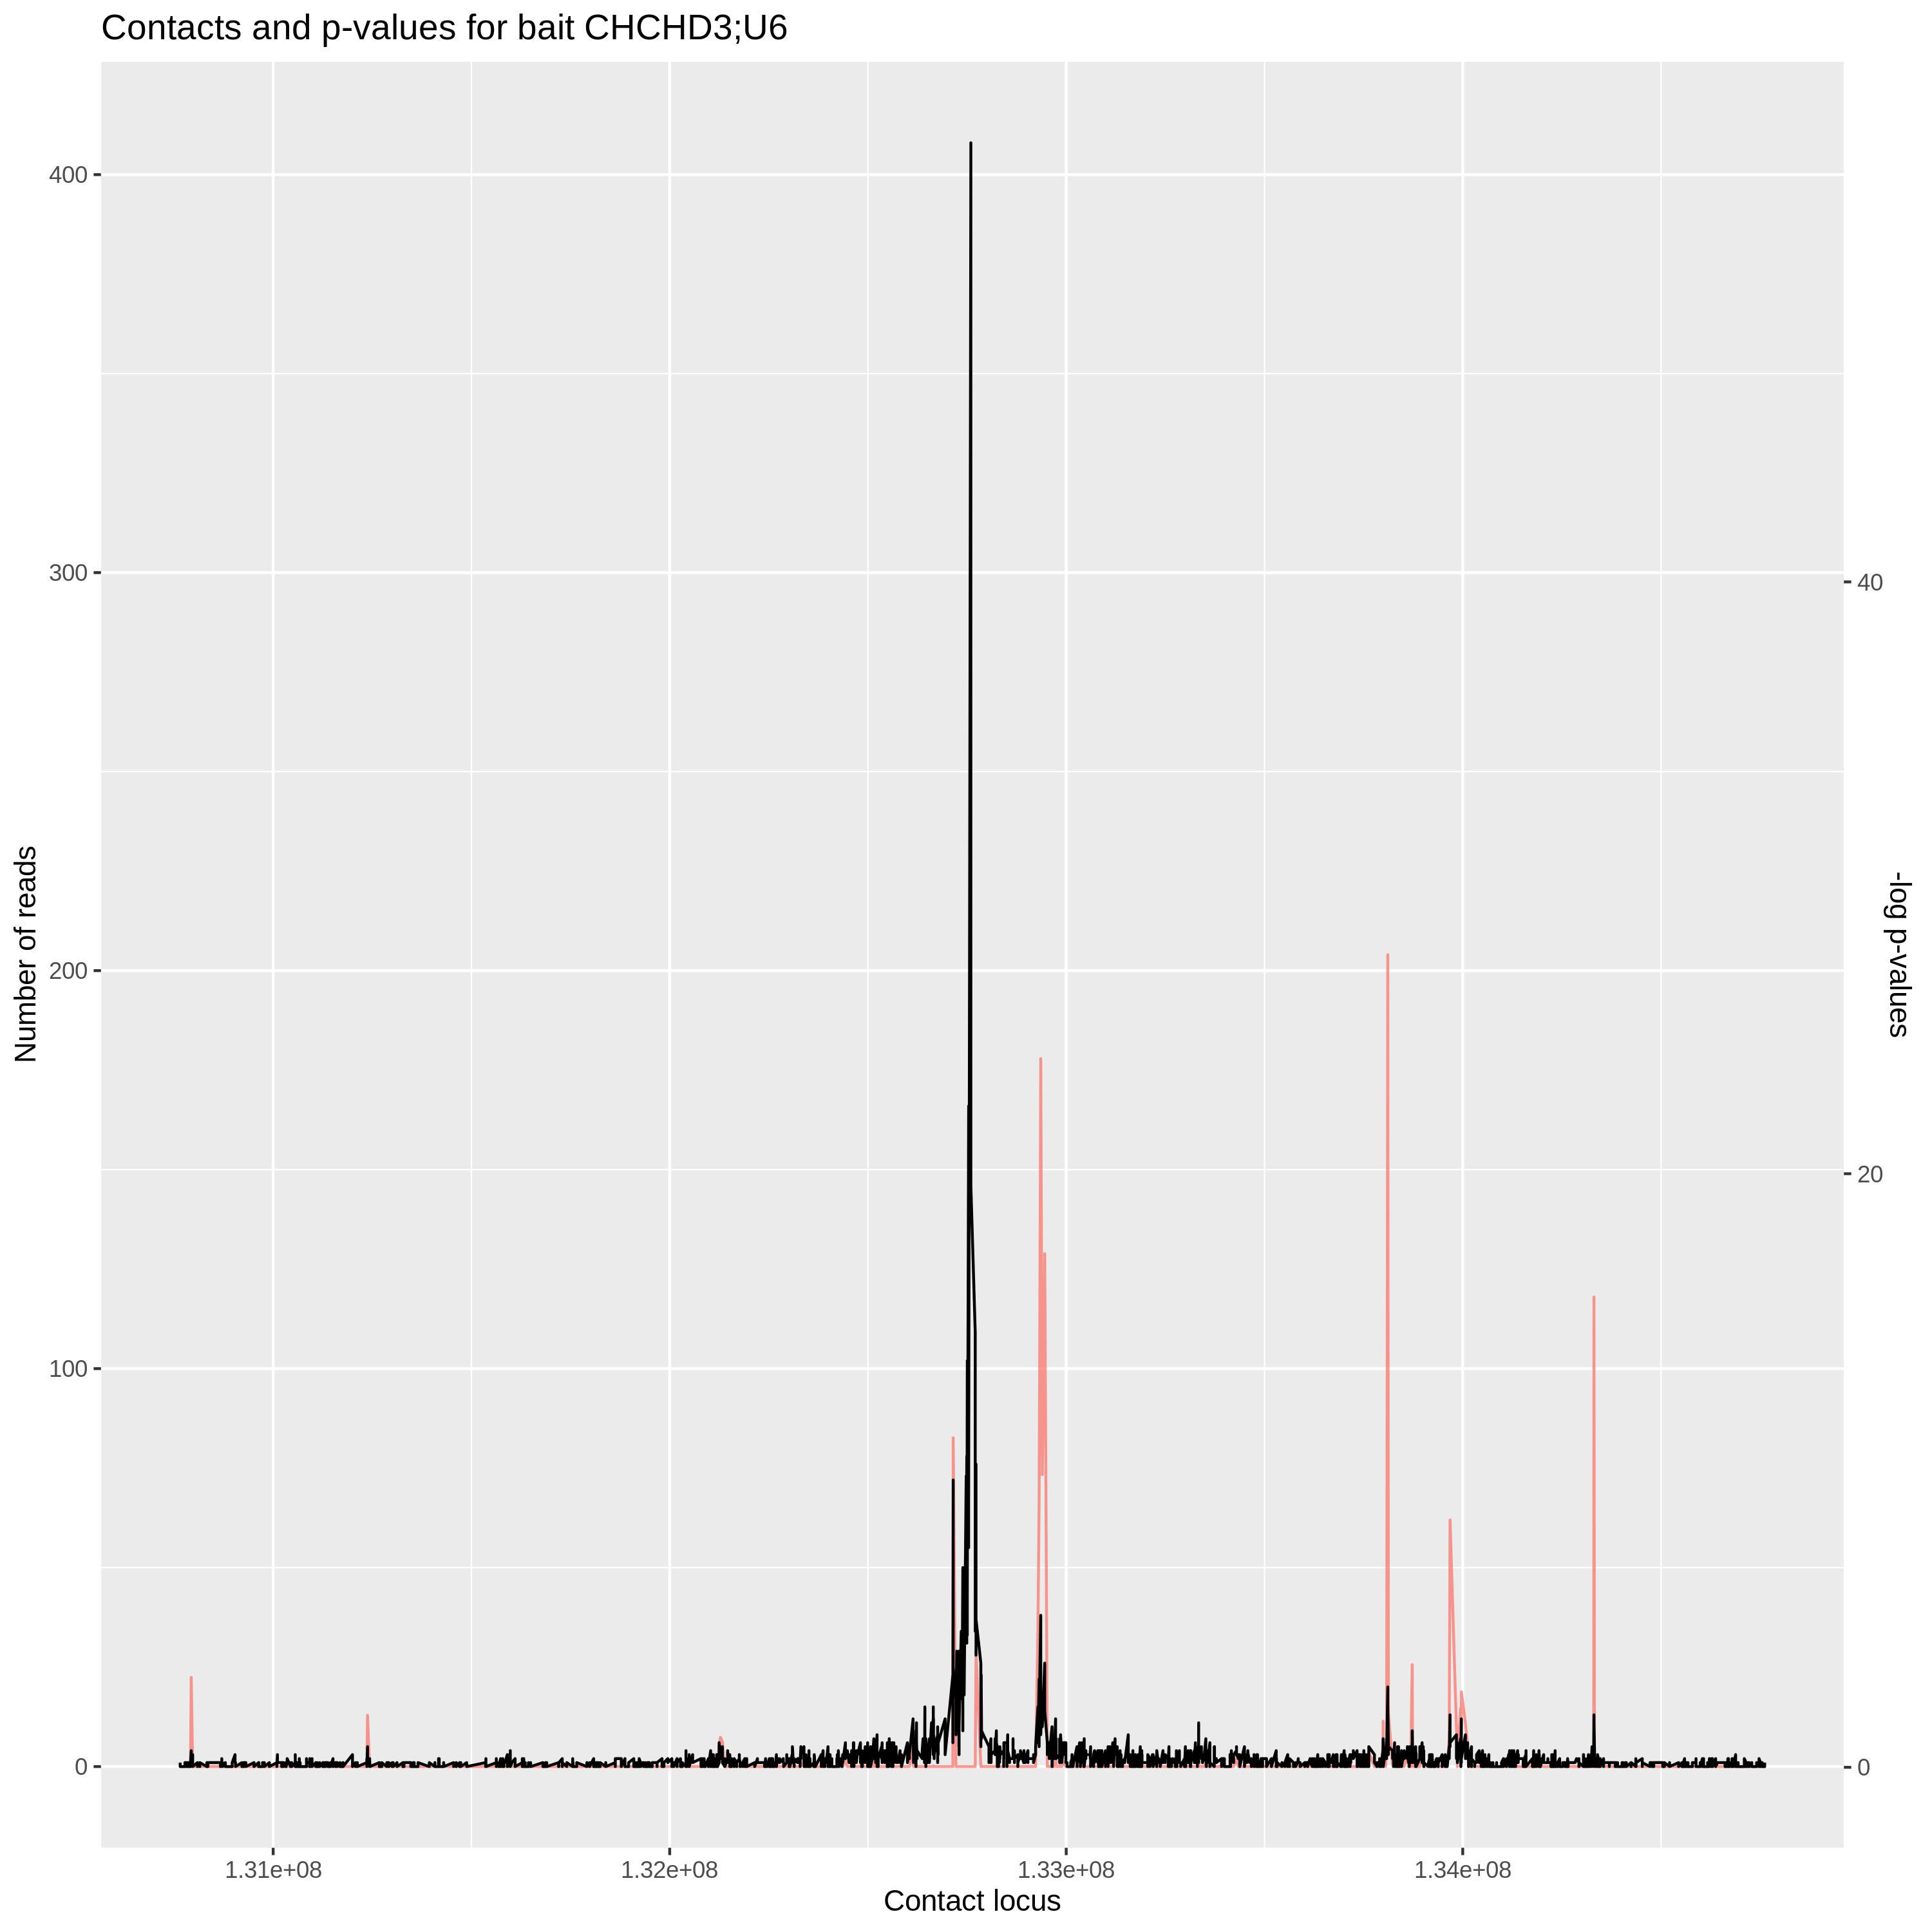 Contacts and p-values for bait CHCHD3;U6
400
300
200
100
0
Number of reads
40
20
0
-log p-values
1.31e+08
1.32e+08
1.33e+08
1.34e+08
Contact locus